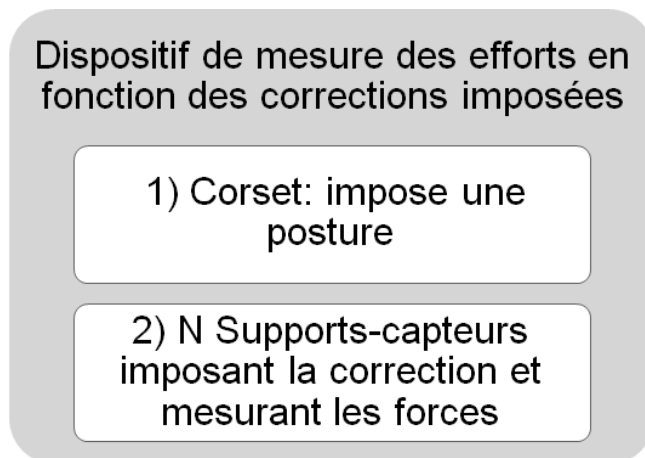 Dispositif de mesure des efforts en
fonction des corrections imposées
1) Corset: impose une
posture
2) N Supports-capteurs
imposant la correction et
mesurant les forces